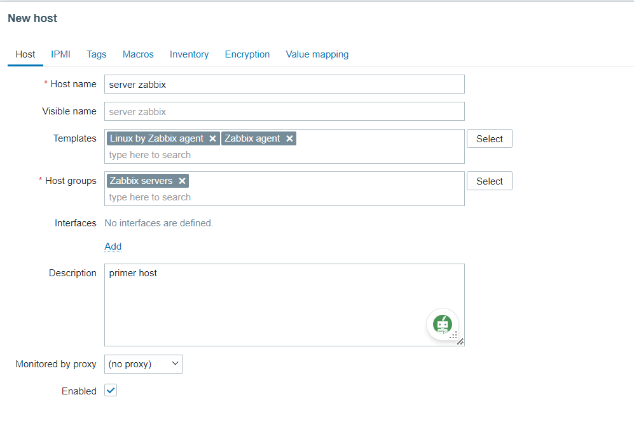 New host
Host IPMI Tags Macros Inventory Encryption Value mapping
* Host name server zabbix
Visible name server zabbix
Templates Linux by Zabbix agent × Zabbix agent × Select
type here to search
* Host groups Zabbix servers × Select
type here to search
Interfaces No interfaces are defined.
Add
Description primer host
Monitored by proxy (no proxy)
Enabled